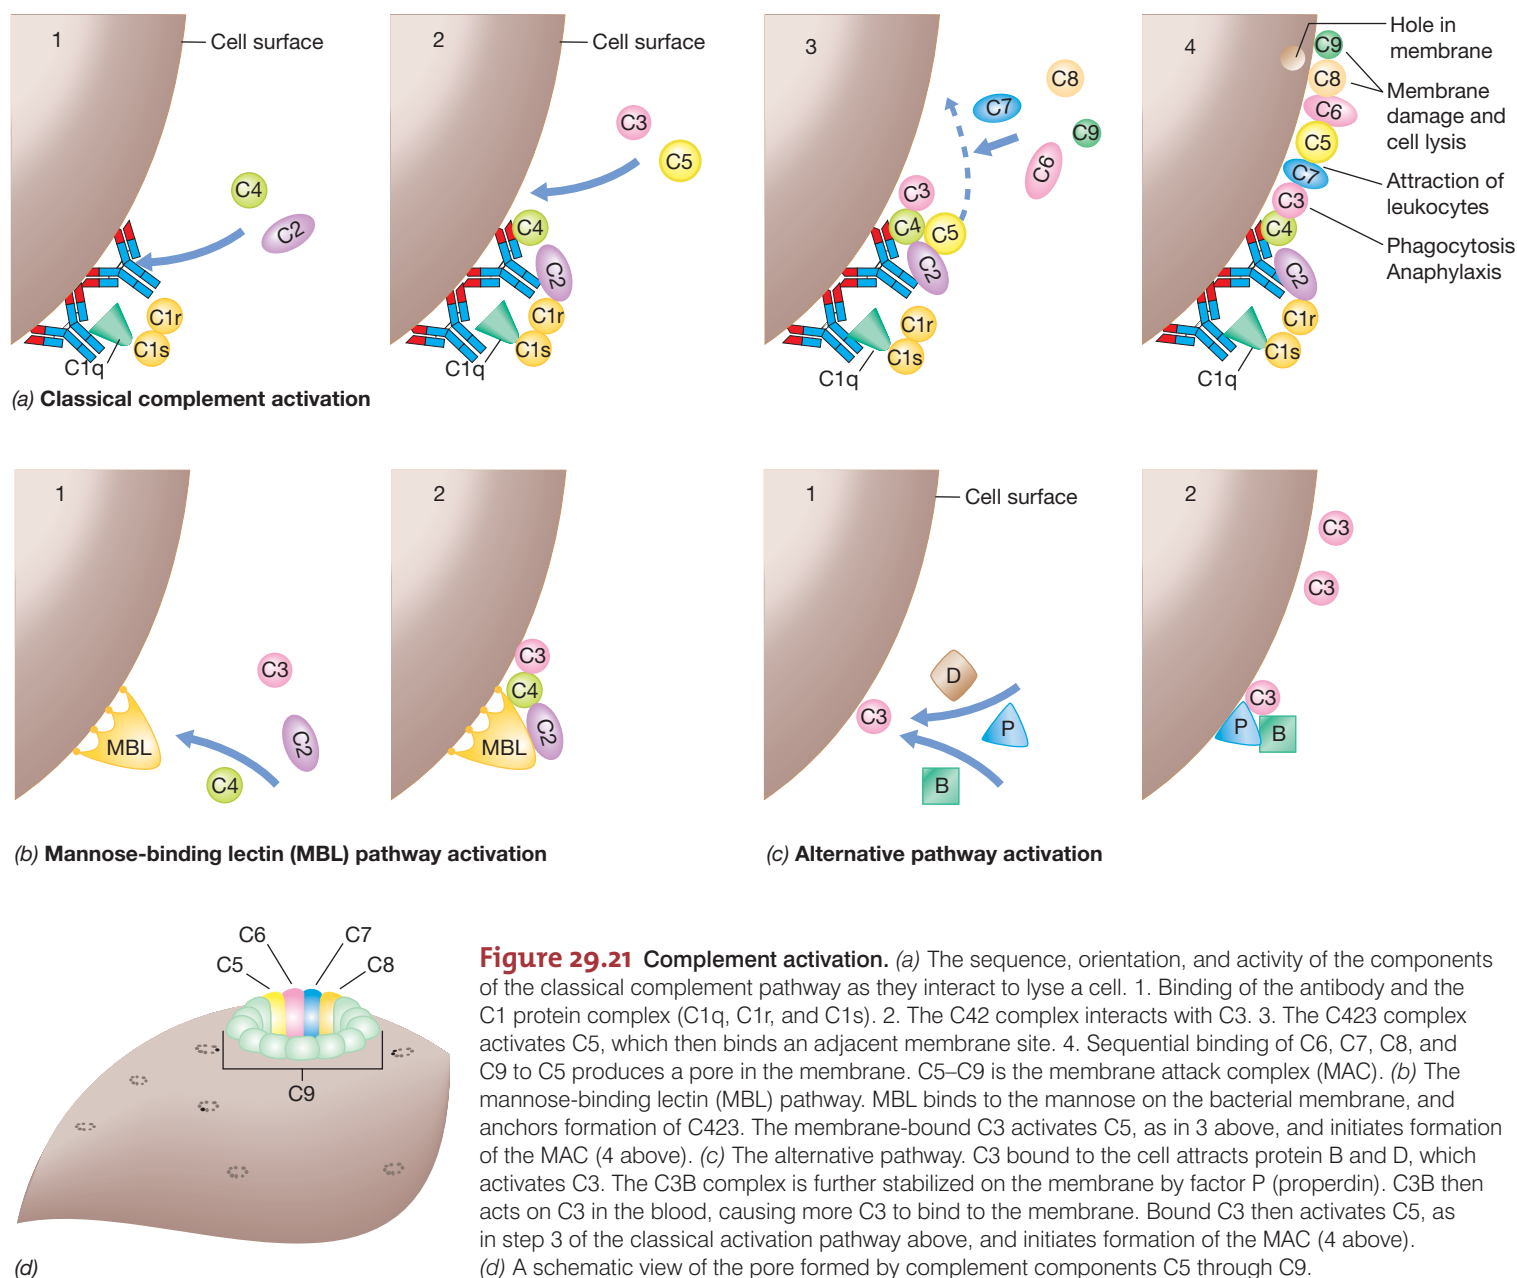 1
Cell surface
C4
C2
C1r
C1s
C1q
2
Cell surface
C3
C5
C4
C2
C1r
C1s
C1q
3
C8
C7
C9
C6
C3
C4
C5
C2
C1r
C1s
C1q
4
Hole in
membrane
C9
C8
Membrane
damage and
cell lysis
C6
C5
C7
Attraction of
leukocytes
C3
C4
Phagocytosis
Anaphylaxis
C2
C1r
C1s
C1q
(a) Classical complement activation
1
C3
C2
MBL
C4
2
C3
C4
C2
MBL
(b) Mannose-binding lectin (MBL) pathway activation
1
Cell surface
D
C3
P
B
2
C3
C3
C3
P
B
(c) Alternative pathway activation
C6
C7
C5
C8
C9
(d)
Figure 29.21 Complement activation. (a) The sequence, orientation, and activity of the components
of the classical complement pathway as they interact to lyse a cell. 1. Binding of the antibody and the
C1 protein complex (C1q, C1r, and C1s). 2. The C42 complex interacts with C3. 3. The C423 complex
activates C5, which then binds an adjacent membrane site. 4. Sequential binding of C6, C7, C8, and
C9 to C5 produces a pore in the membrane. C5–C9 is the membrane attack complex (MAC). (b) The
mannose-binding lectin (MBL) pathway. MBL binds to the mannose on the bacterial membrane, and
anchors formation of C423. The membrane-bound C3 activates C5, as in 3 above, and initiates formation
of the MAC (4 above). (c) The alternative pathway. C3 bound to the cell attracts protein B and D, which
activates C3. The C3B complex is further stabilized on the membrane by factor P (properdin). C3B then
acts on C3 in the blood, causing more C3 to bind to the membrane. Bound C3 then activates C5, as
in step 3 of the classical activation pathway above, and initiates formation of the MAC (4 above).
(d) A schematic view of the pore formed by complement components C5 through C9.